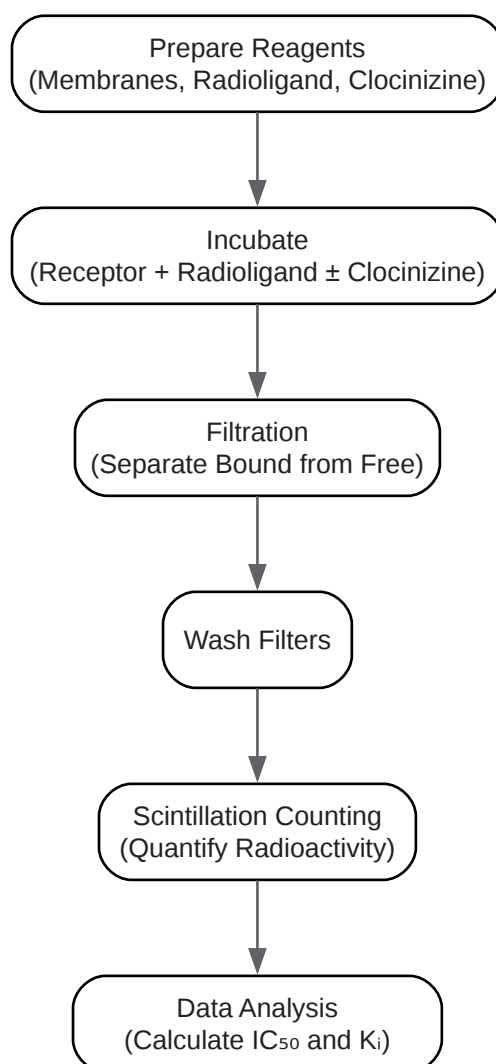 Prepare Reagents
(Membranes, Radioligand, Clocinizine)
Incubate
(Receptor + Radioligand ± Clocinizine)
Filtration
(Separate Bound from Free)
Wash Filters
Scintillation Counting
(Quantify Radioactivity)
Data Analysis
(Calculate IC₅₀ and Kᵢ)